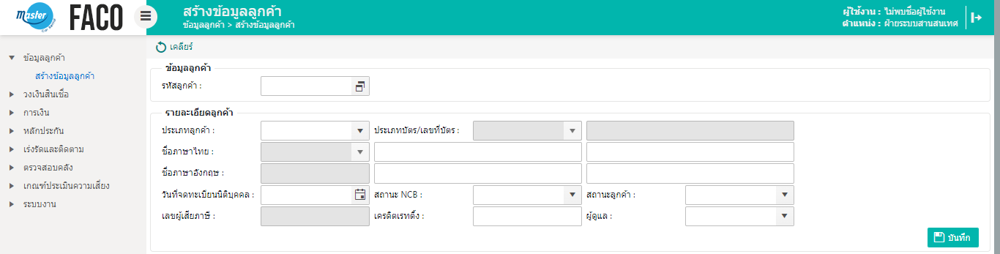 master
Car Rental
FACO
สร้างข้อมูลลูกค้า
ข้อมูลลูกค้า > สร้างข้อมูลลูกค้า
ผู้ใช้งาน : ไม่พบชื่อผู้ใช้งาน
ตำแหน่ง : ฝ่ายระบบสานสนเทศ
เคลียร์
ข้อมูลลูกค้า
สร้างข้อมูลลูกค้า
วงเงินสินเชื่อ
การเงิน
หลักประกัน
เร่งรัดและติดตาม
ตรวจสอบคลัง
เกณฑ์ประเมินความเสี่ยง
ระบบงาน
ข้อมูลลูกค้า
รหัสลูกค้า :
รายละเอียดลูกค้า
ประเภทลูกค้า : ประเภทบัตร/เลขที่บัตร :
ชื่อภาษาไทย :
ชื่อภาษาอังกฤษ :
วันที่จดทะเบียนนิติบุคคล : สถานะ NCB : สถานะลูกค้า :
เลขผู้เสียภาษี : เครดิตเรทติ้ง : ผู้ดูแล :
บันทึก